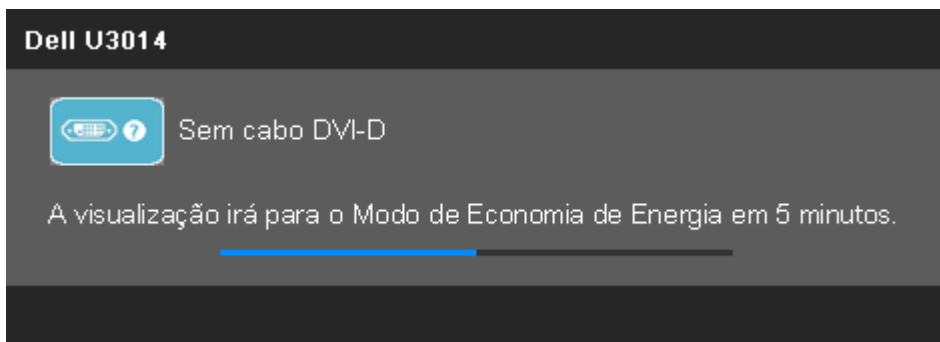 Dell U3014
Sem cabo DVI-D
A visualização irá para o Modo de Economia de Energia em 5 minutos.